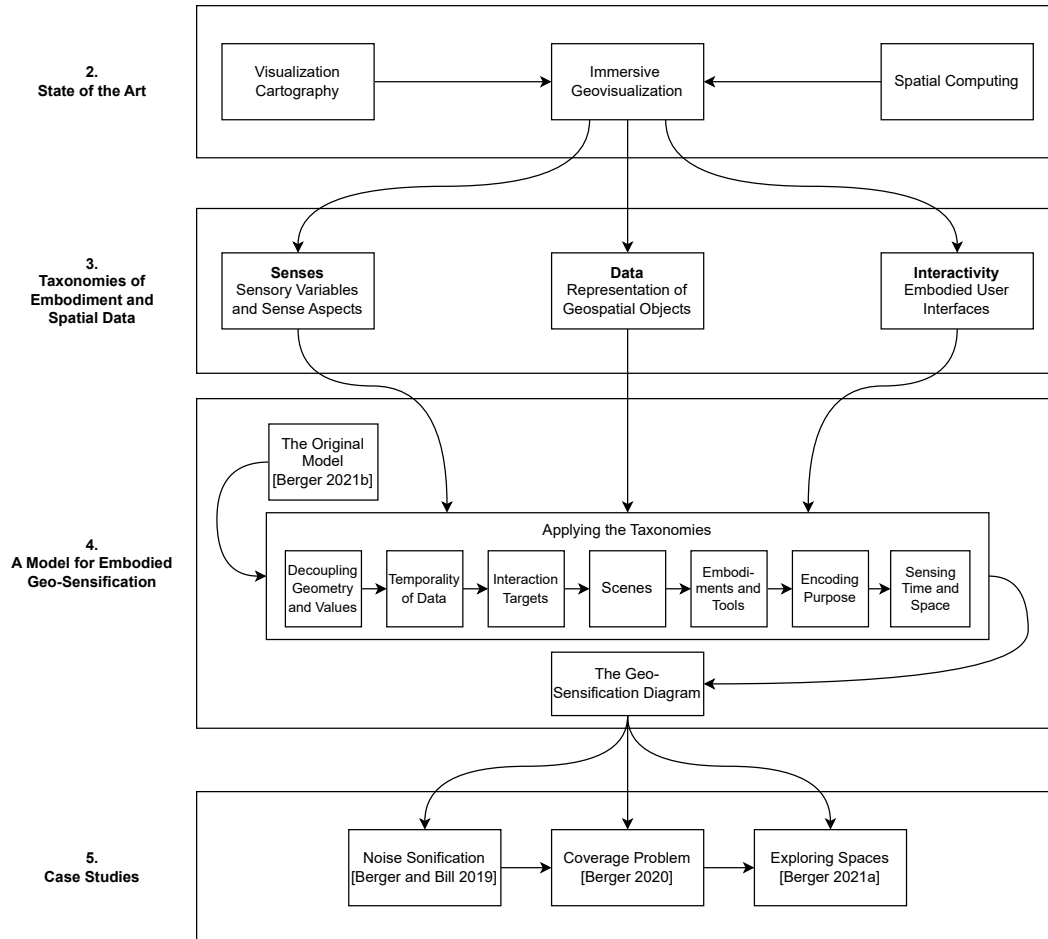 2.
State of the Art
Visualization
Cartography
Immersive
Geovisualization
Spatial Computing
3.
Taxonomies of
Embodiment and
Spatial Data
Senses
Sensory Variables
and Sense Aspects
Data
Representation of
Geospatial Objects
Interactivity
Embodied User
Interfaces
4.
A Model for Embodied
Geo-Sensification
The Original
Model
[Berger 2021b]
Applying the Taxonomies
Decoupling
Geometry
and Values
Temporality
of Data
Interaction
Targets
Scenes
Embodi-
ments and
Tools
Encoding
Purpose
Sensing
Time and
Space
The Geo-
Sensification Diagram
5.
Case Studies
Noise Sonification
[Berger and Bill 2019]
Coverage Problem
[Berger 2020]
Exploring Spaces
[Berger 2021a]